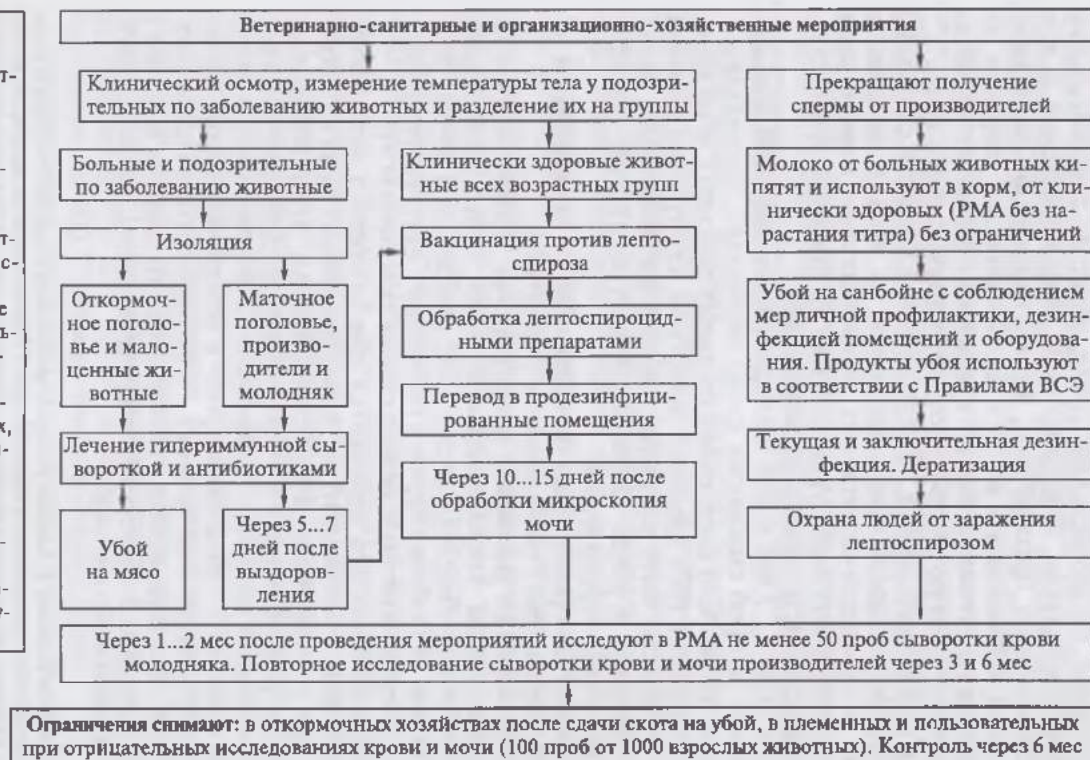 Ветеринарно-санитарные и организационно-хозяйственные мероприятия
Клинический осмотр, измерение температуры тела у подозри-
тельных по заболеванию животных и разделение их на группы
Больные и подозрительные
по заболеванию животные
Изоляция
Откормоч-
ное поголо-
вье и мало-
ценные жи-
вотные
Маточное
поголовье,
произво-
дители и
молодняк
Лечение гипериммунной сы-
вороткой и антибиотиками
Убой
на мясо
Через 5...7
дней после
выздоров-
ления
Клинически здоровые живот-
ные всех возрастных групп
Вакцинация против лепто-
спироза
Обработка лептоспироцид-
ными препаратами
Перевод в продезинфици-
рованные помещения
Через 10...15 дней после
обработки микроскопия
мочи
Прекращают получение
спермы от производителей
Молоко от больных животных ки-
пятят и используют в корм, от кли-
нически здоровых (РМА без на-
растания титра) без ограничений
Убой на санбойне с соблюдением
мер личной профилактики, дезин-
фекцией помещений и оборудова-
ния. Продукты убоя используют
в соответствии с Правилами ВСЭ
Текущая и заключительная дезин-
фекция. Дератизация
Охрана людей от заражения
лептоспирозом
Через 1...2 мес после проведения мероприятий исследуют в РМА не менее 50 проб сыворотки крови
молодняка. Повторное исследование сыворотки крови и мочи производителей через 3 и 6 мес
Ограничения снимают: в откормочных хозяйствах после сдачи скота на убой, в племенных и пользовательных
при отрицательных исследованиях крови и мочи (100 проб от 1000 взрослых животных). Контроль через 6 мес